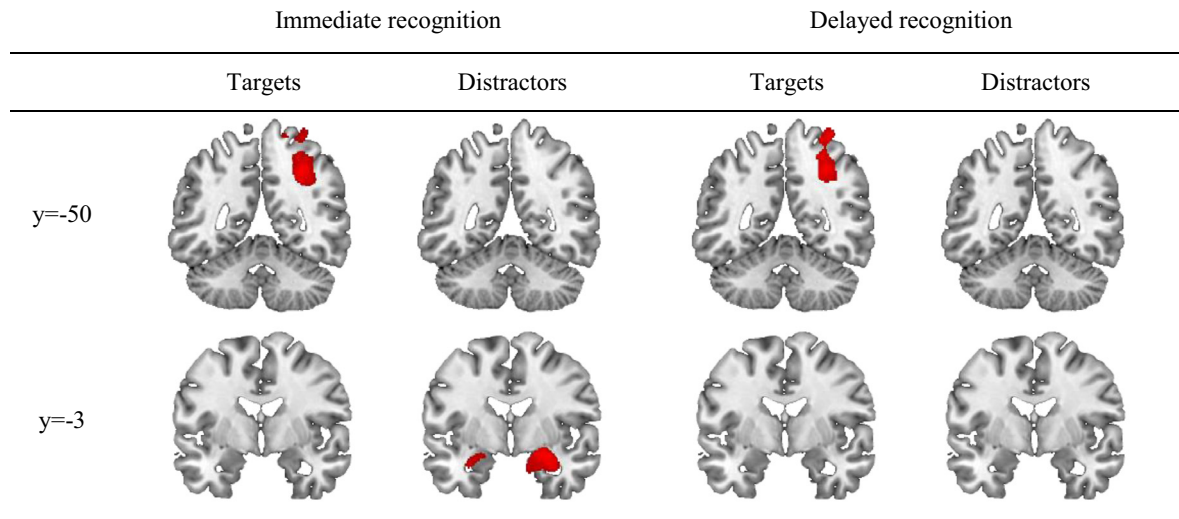 Immediate recognition Delayed recognition
Targets Distractors Targets Distractors
y=-50
y=-3